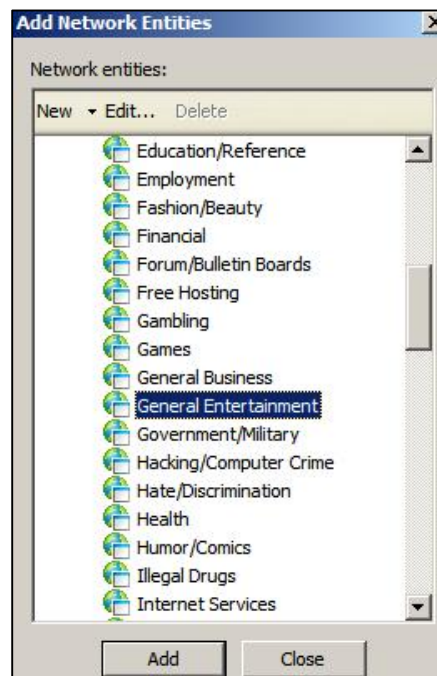 Add Network Entities
Network entities:
New Edit... Delete
Education/Reference
Employment
Fashion/Beauty
Financial
Forum/Bulletin Boards
Free Hosting
Gambling
Games
General Business
General Entertainment
Government/Military
Hacking/Computer Crime
Hate/Discrimination
Health
Humor/Comics
Illegal Drugs
Internet Services
Add Close